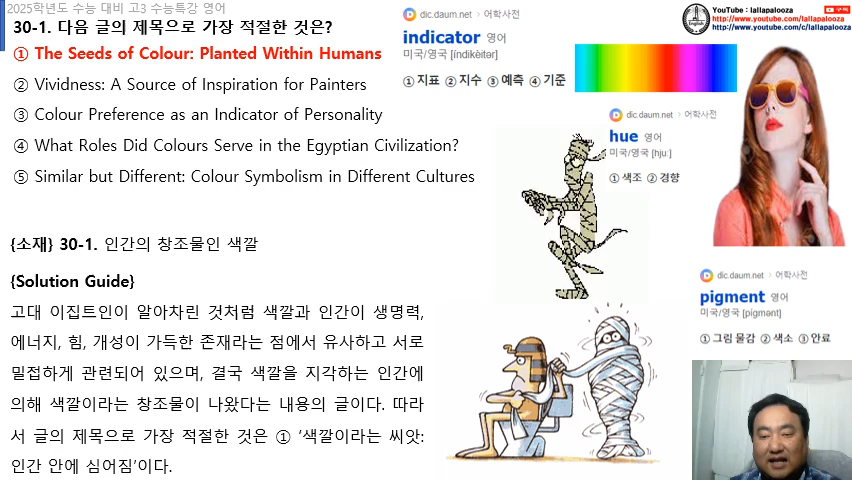 2025학년도 수능 대비 고3 수능특강 영어
30-1. 다음 글의 제목으로 가장 적절한 것은?
① The Seeds of Colour: Planted Within Humans
② Vividness: A Source of Inspiration for Painters
③ Colour Preference as an Indicator of Personality
④ What Roles Did Colours Serve in the Egyptian Civilization?
⑤ Similar but Different: Colour Symbolism in Different Cultures
{소재} 30-1. 인간의 창조물인 색깔
{Solution Guide}
고대 이집트인이 알아차린 것처럼 색깔과 인간이 생명력,
에너지, 힘, 개성이 가득한 존재라는 점에서 유사하고 서로
밀접하게 관련되어 있으며, 결국 색깔을 지각하는 인간에
의해 색깔이라는 창조물이 나왔다는 내용의 글이다. 따라
서 글의 제목으로 가장 적절한 것은 ① ‘색깔이라는 씨앗:
인간 안에 심어짐’이다.
dic.daum.net › 어학사전
indicator 영어
미국/영국 [índikèitər]
① 지표 ② 지수 ③ 예측 ④ 기준
dic.daum.net › 어학사전
hue 영어
미국/영국 [hjuː]
① 색조 ② 경향
dic.daum.net › 어학사전
pigment 영어
미국/영국 [pígmənt]
① 그림 물감 ② 색소 ③ 안료
YouTube : lallapalooza
구독
http://www.youtube.com/lallapalooza
http://www.youtube.com/c/lallapalooza